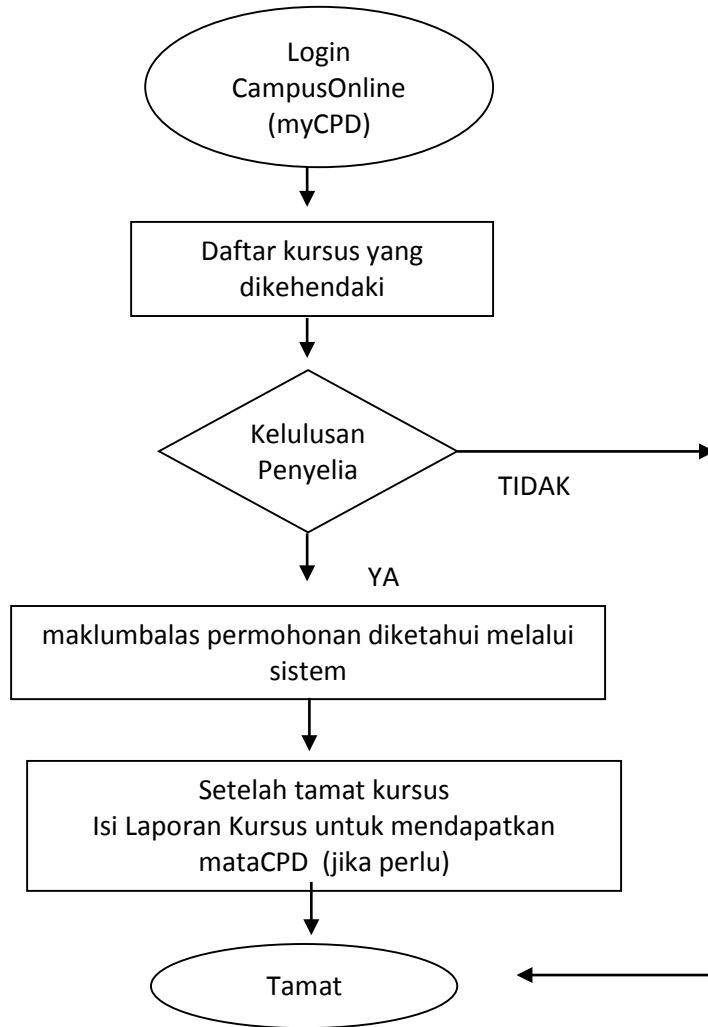 Login
CampusOnline
(myCPD)
Daftar kursus yang
dikehendaki
Kelulusan
Penyelia
TIDAK
YA
maklumbalas permohonan diketahui melalui
sistem
Setelah tamat kursus
Isi Laporan Kursus untuk mendapatkan
mataCPD  (jika perlu)
Tamat